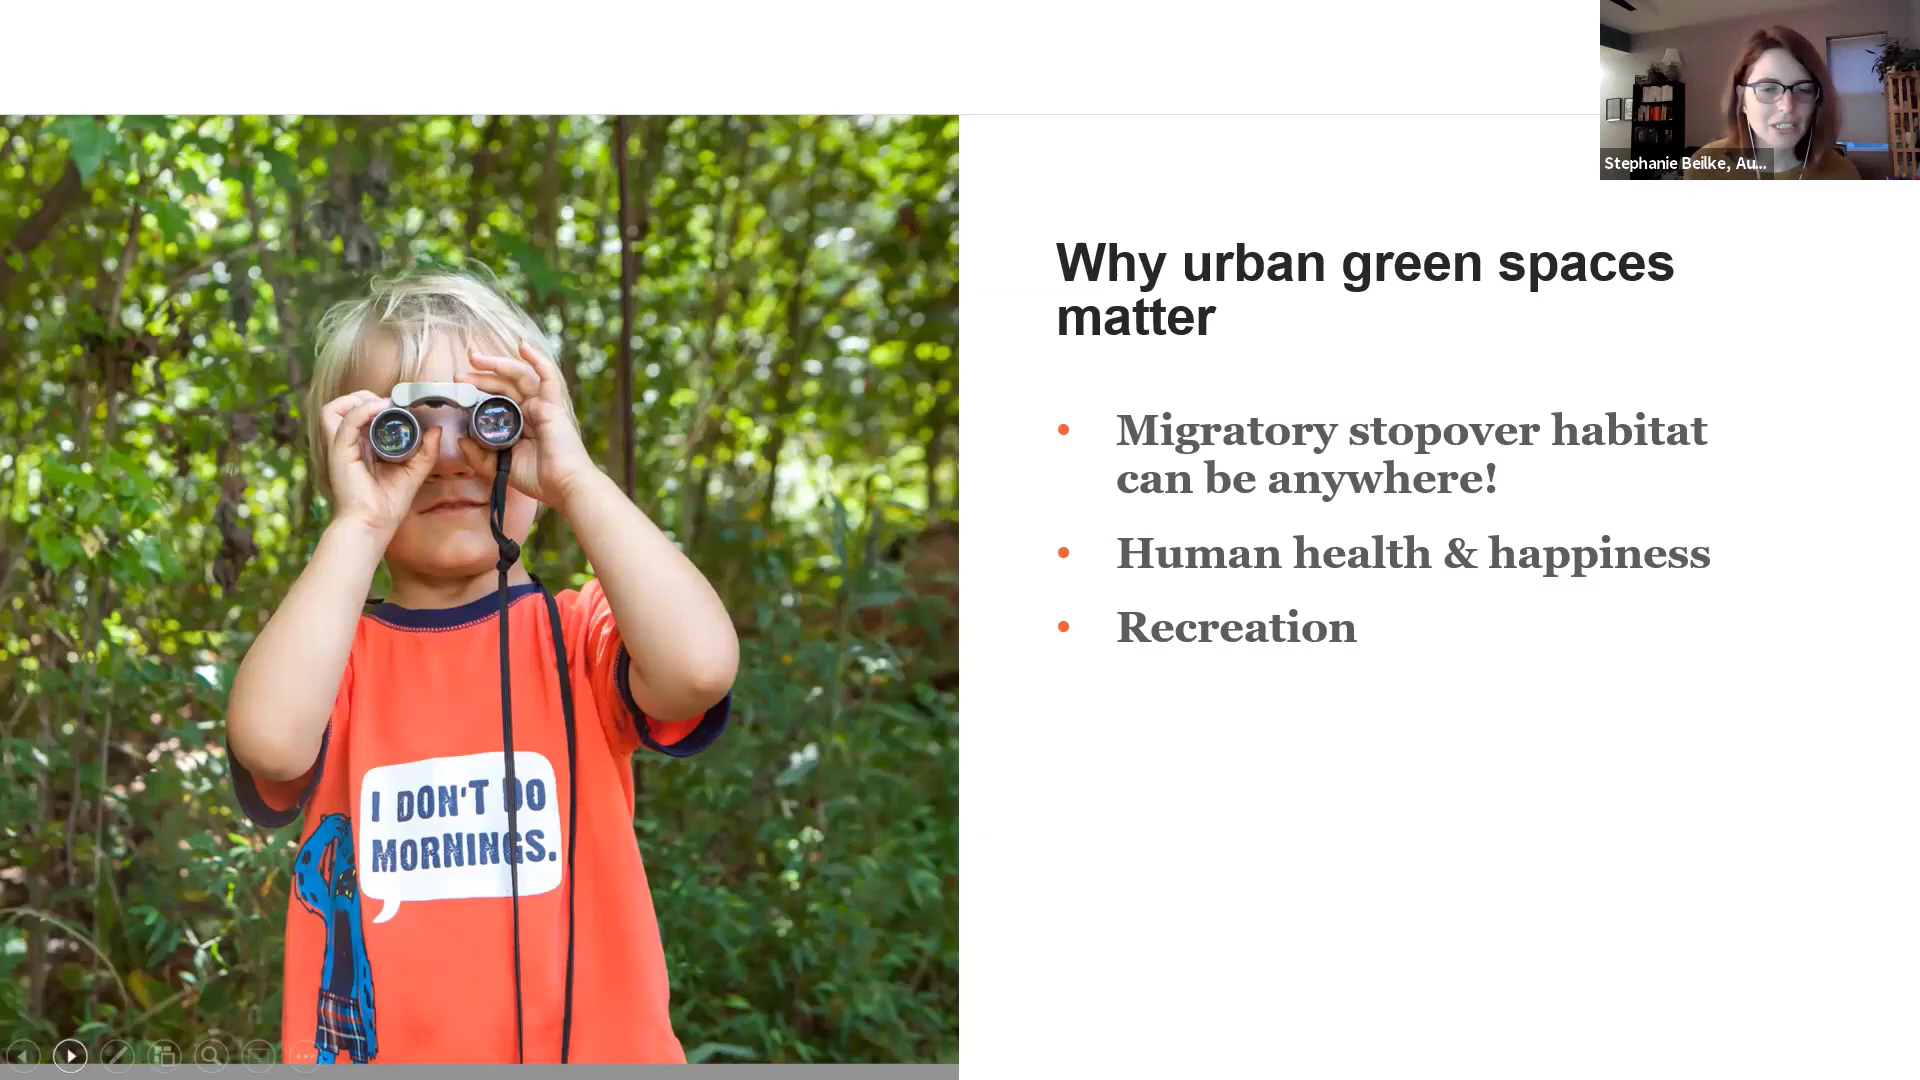 Stephanie Beilke, Au...
Why urban green spaces
matter
• Migratory stopover habitat
can be anywhere!
• Human health & happiness
• Recreation
I DON'T DO
MORNINGS.